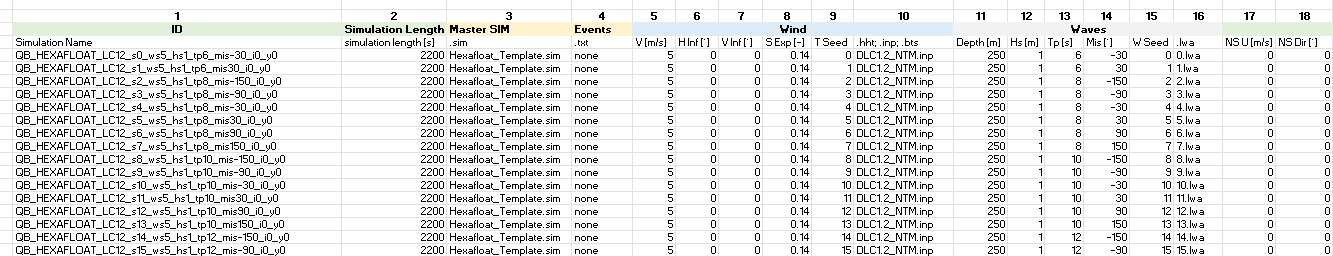 1 2 3 4 5 6 7 8 9 10 11 12 13 14 15 16 17 18
ID Simulation Length Master SIM Events Wind Waves
Simulation Name simulation length [s] .sim .txt V [m/s] H Inf [°] V Inf [°] S Exp [-] T Seed .hht; .inp; .bts Depth [m] Hs [m] Tp [s] Mis [°] W Seed .lwa NS U [m/s] NS Dir [°]
QB_HEXAFLOAT_LC12_s0_ws5_hs1_tp6_mis-30_i0_y0 2200 Hexafloat_Template.sim none 5 0 0 0.14 0 DLC1.2_NTM.inp 250 1 6 -30 0 0.lwa 0 0
QB_HEXAFLOAT_LC12_s1_ws5_hs1_tp6_mis30_i0_y0 2200 Hexafloat_Template.sim none 5 0 0 0.14 1 DLC1.2_NTM.inp 250 1 6 30 1 1.lwa 0 0
QB_HEXAFLOAT_LC12_s2_ws5_hs1_tp8_mis-150_i0_y0 2200 Hexafloat_Template.sim none 5 0 0 0.14 2 DLC1.2_NTM.inp 250 1 8 -150 2 2.lwa 0 0
QB_HEXAFLOAT_LC12_s3_ws5_hs1_tp8_mis-90_i0_y0 2200 Hexafloat_Template.sim none 5 0 0 0.14 3 DLC1.2_NTM.inp 250 1 8 -90 3 3.lwa 0 0
QB_HEXAFLOAT_LC12_s4_ws5_hs1_tp8_mis-30_i0_y0 2200 Hexafloat_Template.sim none 5 0 0 0.14 4 DLC1.2_NTM.inp 250 1 8 -30 4 4.lwa 0 0
QB_HEXAFLOAT_LC12_s5_ws5_hs1_tp8_mis30_i0_y0 2200 Hexafloat_Template.sim none 5 0 0 0.14 5 DLC1.2_NTM.inp 250 1 8 30 5 5.lwa 0 0
QB_HEXAFLOAT_LC12_s6_ws5_hs1_tp8_mis90_i0_y0 2200 Hexafloat_Template.sim none 5 0 0 0.14 6 DLC1.2_NTM.inp 250 1 8 90 6 6.lwa 0 0
QB_HEXAFLOAT_LC12_s7_ws5_hs1_tp8_mis150_i0_y0 2200 Hexafloat_Template.sim none 5 0 0 0.14 7 DLC1.2_NTM.inp 250 1 8 150 7 7.lwa 0 0
QB_HEXAFLOAT_LC12_s8_ws5_hs1_tp10_mis-150_i0_y0 2200 Hexafloat_Template.sim none 5 0 0 0.14 8 DLC1.2_NTM.inp 250 1 10 -150 8 8.lwa 0 0
QB_HEXAFLOAT_LC12_s9_ws5_hs1_tp10_mis-90_i0_y0 2200 Hexafloat_Template.sim none 5 0 0 0.14 9 DLC1.2_NTM.inp 250 1 10 -90 9 9.lwa 0 0
QB_HEXAFLOAT_LC12_s10_ws5_hs1_tp10_mis-30_i0_y0 2200 Hexafloat_Template.sim none 5 0 0 0.14 10 DLC1.2_NTM.inp 250 1 10 -30 10 10.lwa 0 0
QB_HEXAFLOAT_LC12_s11_ws5_hs1_tp10_mis30_i0_y0 2200 Hexafloat_Template.sim none 5 0 0 0.14 11 DLC1.2_NTM.inp 250 1 10 30 11 11.lwa 0 0
QB_HEXAFLOAT_LC12_s12_ws5_hs1_tp10_mis90_i0_y0 2200 Hexafloat_Template.sim none 5 0 0 0.14 12 DLC1.2_NTM.inp 250 1 10 90 12 12.lwa 0 0
QB_HEXAFLOAT_LC12_s13_ws5_hs1_tp10_mis150_i0_y0 2200 Hexafloat_Template.sim none 5 0 0 0.14 13 DLC1.2_NTM.inp 250 1 10 150 13 13.lwa 0 0
QB_HEXAFLOAT_LC12_s14_ws5_hs1_tp12_mis-150_i0_y0 2200 Hexafloat_Template.sim none 5 0 0 0.14 14 DLC1.2_NTM.inp 250 1 12 -150 14 14.lwa 0 0
QB_HEXAFLOAT_LC12_s15_ws5_hs1_tp12_mis-90_i0_y0 2200 Hexafloat_Template.sim none 5 0 0 0.14 15 DLC1.2_NTM.inp 250 1 12 -90 15 15.lwa 0 0